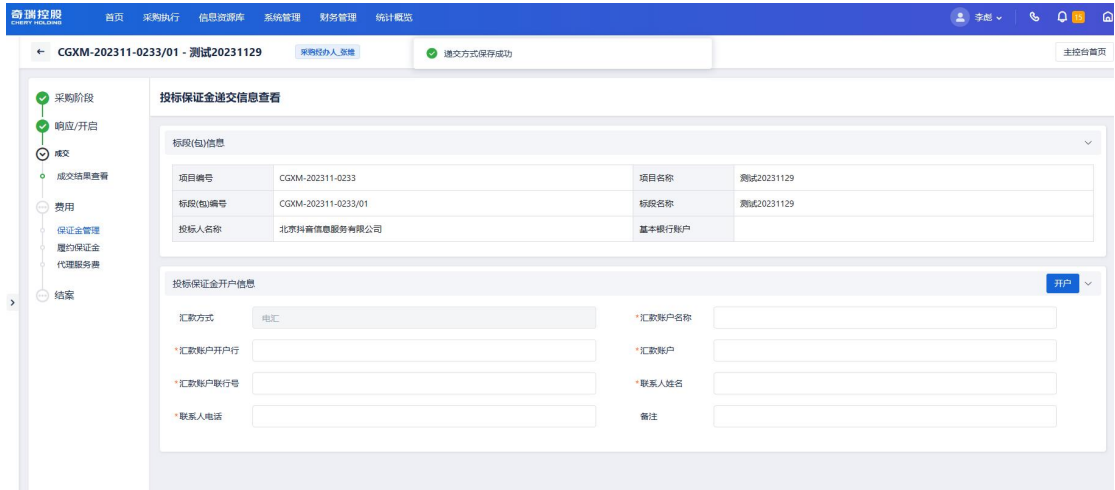 奇瑞控股 首页 采购执行 信息资源库 系统管理 财务管理 统计概览 李彪 15
CHERY HOLDING
← CGXM-202311-0233/01 - 测试20231129 采购经办人_张维 递交方式保存成功 主控台首页
采购阶段
响应/开启
成交
成交结果查看
费用
保证金管理
履约保证金
代理服务费
结案
投标保证金递交信息查看
标段(包)信息
项目编号 CGXM-202311-0233 项目名称 测试20231129
标段(包)编号 CGXM-202311-0233/01 标段名称 测试20231129
投标人名称 北京抖音信息服务有限公司 基本银行账户
投标保证金开户信息 开户
汇款方式 电汇 *汇款账户名称
*汇款账户开户行 *汇款账户
*汇款账户联行号 *联系人姓名
*联系人电话 备注